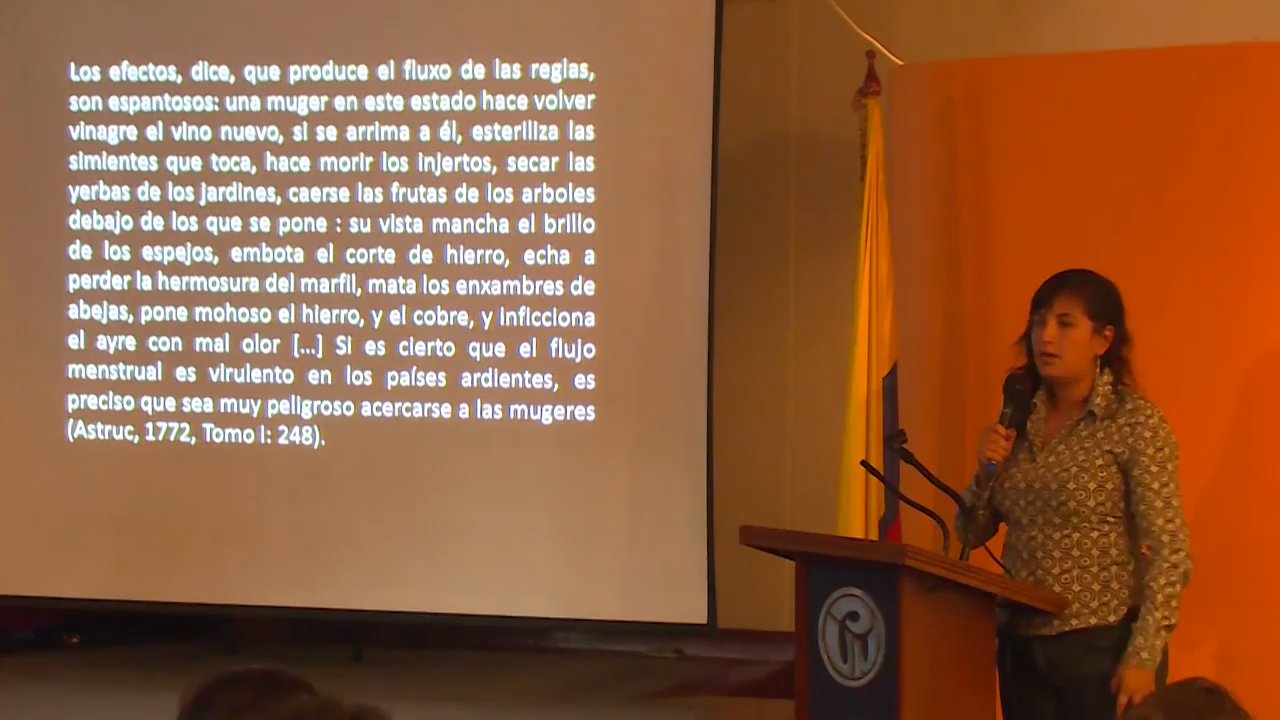 Los efectos, dice, que produce el fluxo de las reglas,
son espantosos: una muger en este estado hace volver
vinagre el vino nuevo, si se arrima a él, esteriliza las
simientes que toca, hace morir los injertos, secar las
yerbas de los jardines, caerse las frutas de los arboles
debajo de los que se pone : su vista mancha el brillo
de los espejos, embota el corte de hierro, echa a
perder la hermosura del marfil, mata los enxambres de
abejas, pone mohoso el hierro, y el cobre, y inficciona
el ayre con mal olor [...] Si es cierto que el flujo
menstrual es virulento en los países ardientes, es
preciso que sea muy peligroso acercarse a las mugeres
(Astruc, 1772, Tomo I: 248).